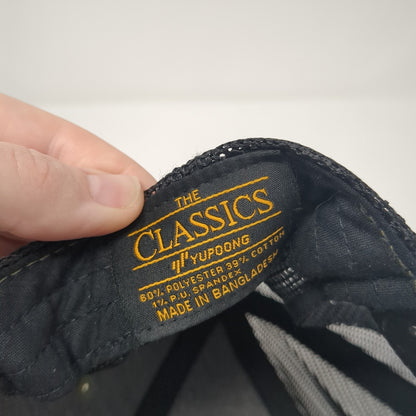 THE
CLASSICS
YUPOONG
60% POLYESTER 39% COTTON
1% P.U. SPANDEX
MADE IN BANGLADESH